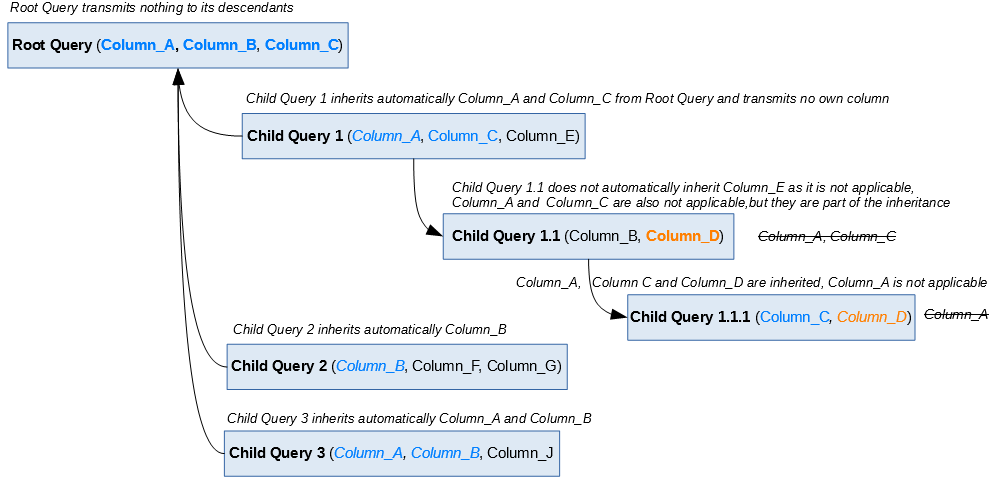 Root Query transmits nothing to its descendants
Root Query (Column_A, Column_B, Column_C)
Child Query 1 inherits automatically Column_A and Column_C from Root Query and transmits no own column
Child Query 1 (Column_A, Column_C, Column_E)
Child Query 1.1 does not automatically inherit Column_E as it is not applicable,
Column_A and  Column_C are also not applicable,but they are part of the inheritance
Child Query 1.1 (Column_B, Column_D)
Column_A, Column_C
Column_A,  Column C and Column_D are inherited, Column_A is not applicable
Child Query 1.1.1 (Column_C, Column_D)
Column_A
Child Query 2 inherits automatically Column_B
Child Query 2 (Column_B, Column_F, Column_G)
Child Query 3 inherits automatically Column_A and Column_B
Child Query 3 (Column_A, Column_B, Column_J